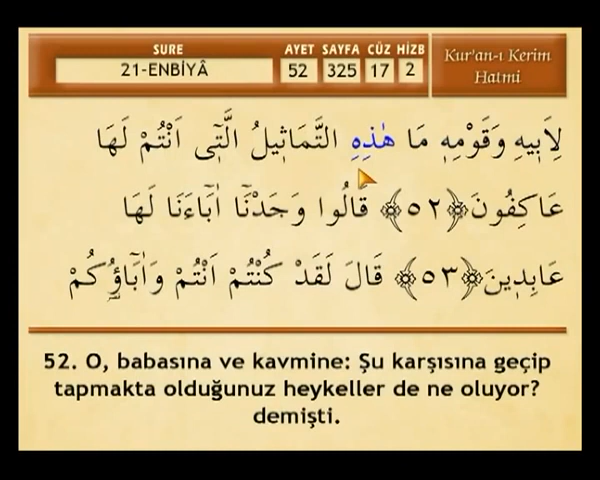 SURE AYET SAYFA CÜZ HİZB
21-ENBİYÂ 52 325 17 2
Kur'an-ı Kerim
Hatmi
لِاَبٖيهِ وَقَوْمِهٖ مَا هٰذِهِ التَّمَاثٖيلُ الَّتٖٓى اَنْتُمْ لَهَا
عَاكِفُونَ ﴿٥٢﴾ قَالُوا وَجَدْنَٓا اٰبَٓاءَنَا لَهَا
عَابِدٖينَ ﴿٥٣﴾ قَالَ لَقَدْ كُنْتُمْ اَنْتُمْ وَاٰبَٓاؤُ۬كُمْ
52. O, babasına ve kavmine: Şu karşısına geçip
tapmakta olduğunuz heykeller de ne oluyor?
demişti.